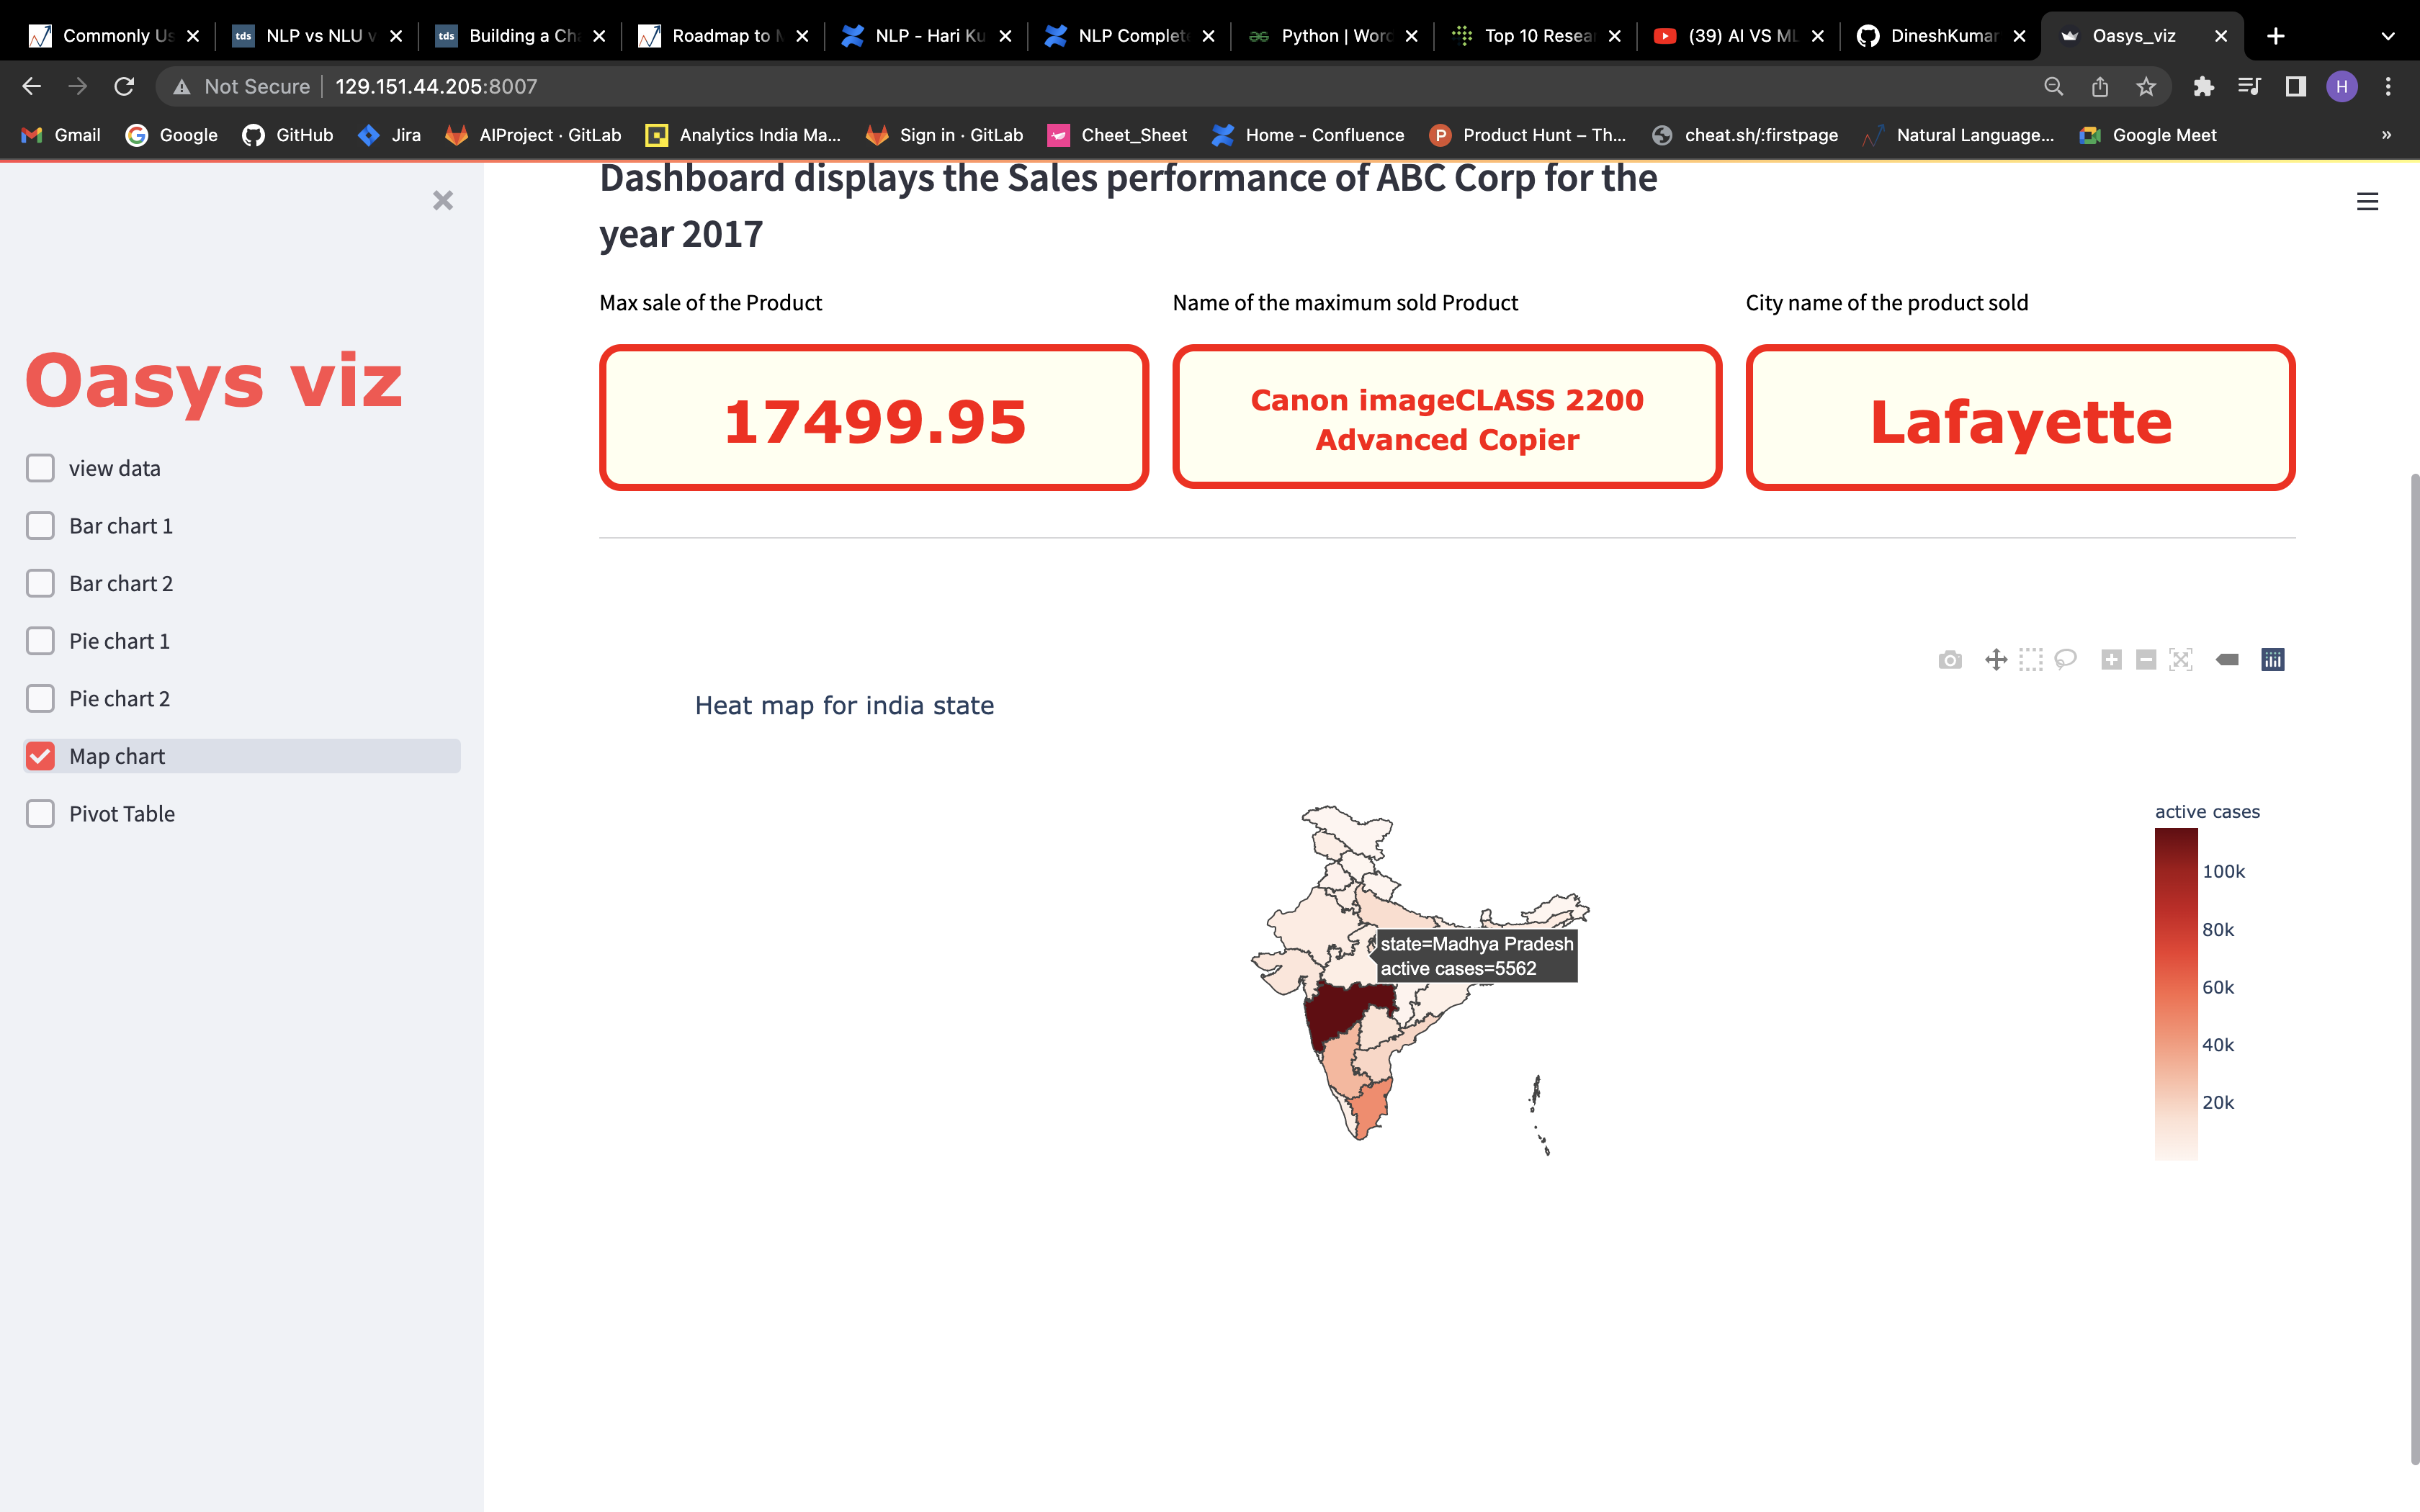 Commonly Us
NLP vs NLU v
Building a Cha
Roadmap to N
NLP - Hari Ku
NLP Complet
Python | Word
Top 10 Resea
(39) AI VS ML
DineshKumar
Oasys_viz
Not Secure
129.151.44.205:8007
H
Gmail
Google
GitHub
Jira
AIProject · GitLab
Analytics India Ma...
Sign in · GitLab
Cheet_Sheet
Home - Confluence
Product Hunt – Th...
cheat.sh/:firstpage
Natural Language...
Google Meet
»
Oasys viz
view data
Bar chart 1
Bar chart 2
Pie chart 1
Pie chart 2
Map chart
Pivot Table
Dashboard displays the Sales performance of ABC Corp for the
year 2017
Max sale of the Product
17499.95
Name of the maximum sold Product
Canon imageCLASS 2200
Advanced Copier
City name of the product sold
Lafayette
Heat map for india state
state=Madhya Pradesh
active cases=5562
active cases
100k
80k
60k
40k
20k